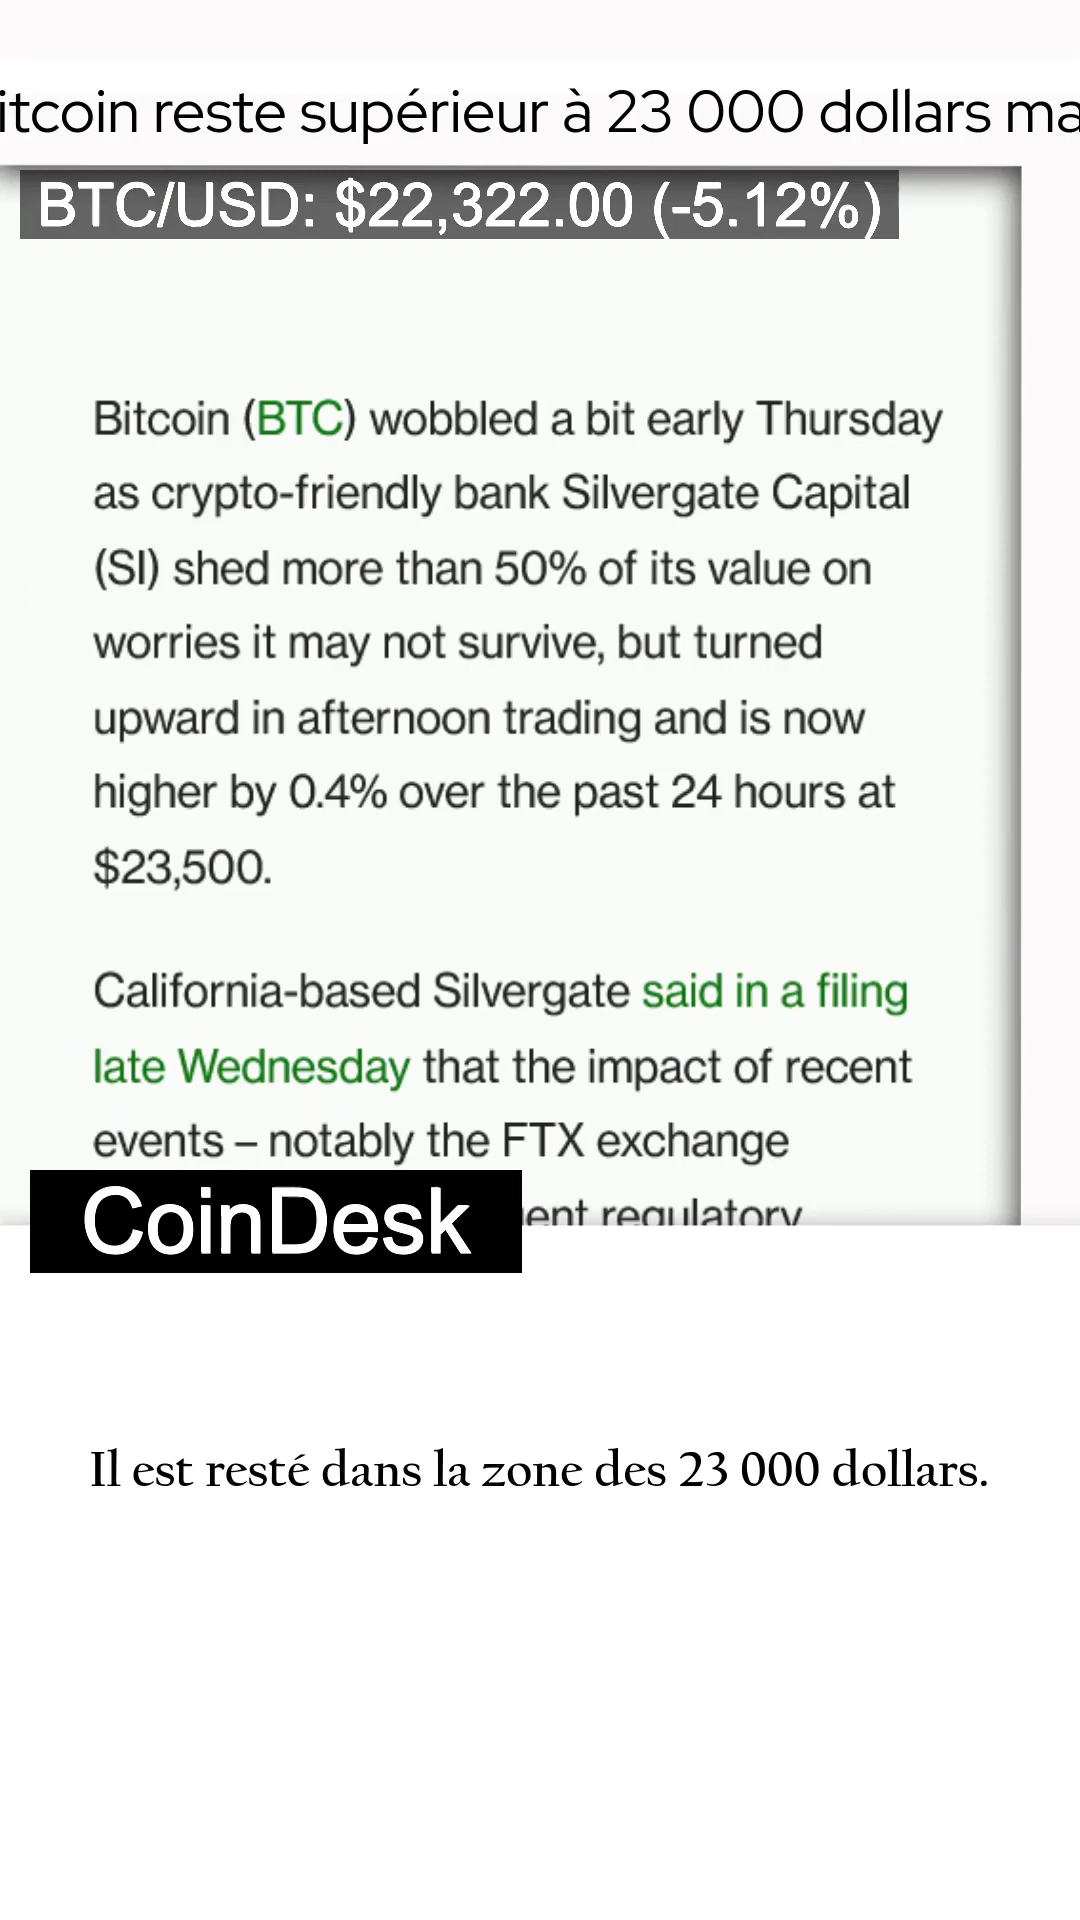 itcoin reste supérieur à 23 000 dollars ma
BTC/USD: $22,322.00 (-5.12%)
Bitcoin (BTC) wobbled a bit early Thursday
as crypto-friendly bank Silvergate Capital
(SI) shed more than 50% of its value on
worries it may not survive, but turned
upward in afternoon trading and is now
higher by 0.4% over the past 24 hours at
$23,500.
California-based Silvergate said in a filing
late Wednesday that the impact of recent
events – notably the FTX exchange
ent regulatory
CoinDesk
Il est resté dans la zone des 23 000 dollars.